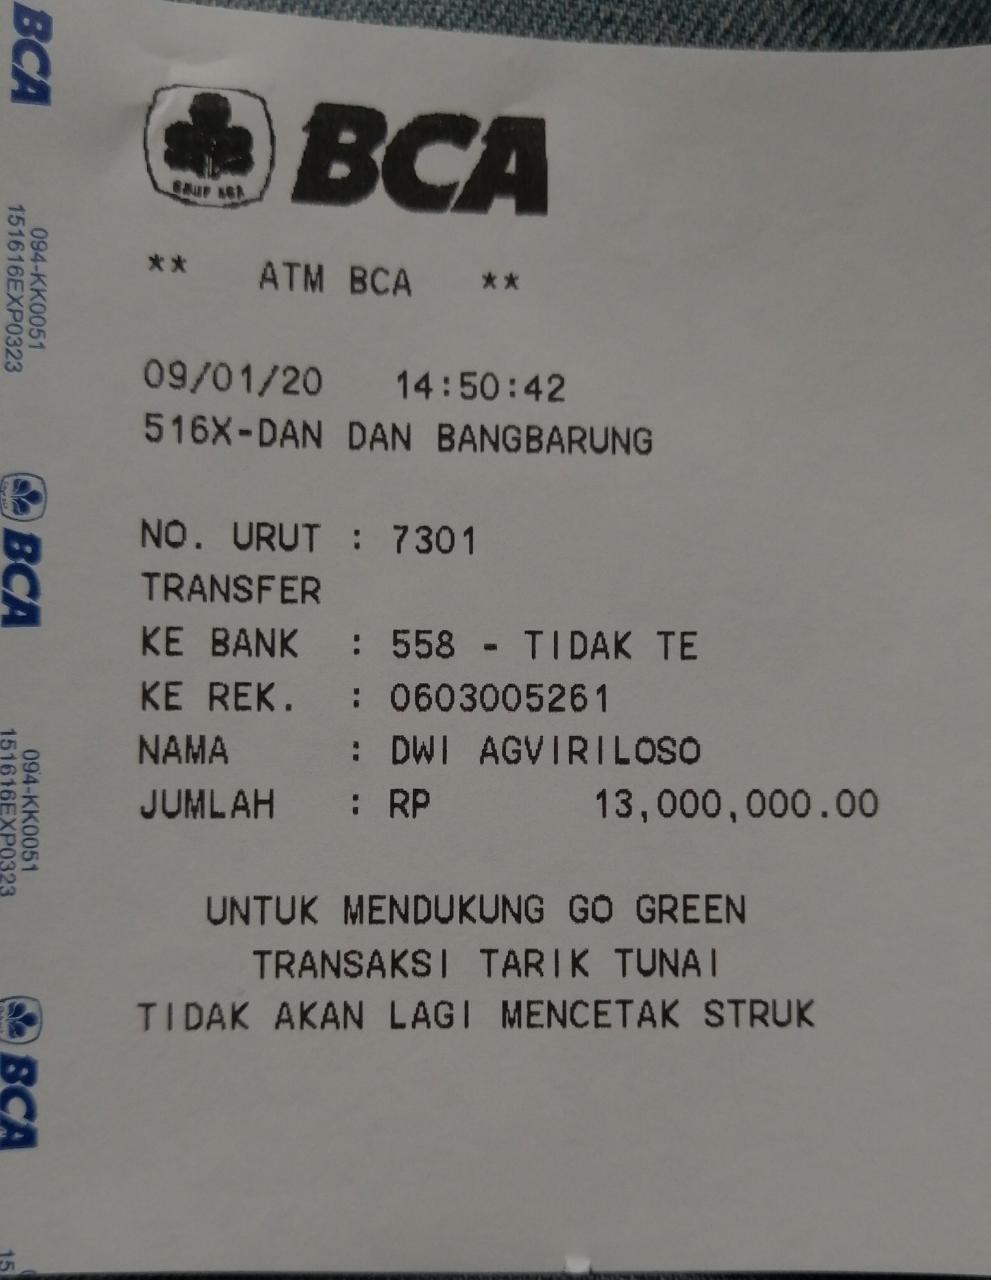 BCA
** ATM BCA **
09/01/20 14:50:42
516X-DAN DAN BANGBARUNG
NO. URUT : 7301
TRANSFER
KE BANK : 558 - TIDAK TE
KE REK. : 0603005261
NAMA : DWI AGVIRILOSO
JUMLAH : RP 13,000,000.00
UNTUK MENDUKUNG GO GREEN
TRANSAKSI TARIK TUNAI
TIDAK AKAN LAGI MENCETAK STRUK
BCA
094-KK0051
151616EXP0323
BCA
094-KK0051
151616EXP0323
BCA
15